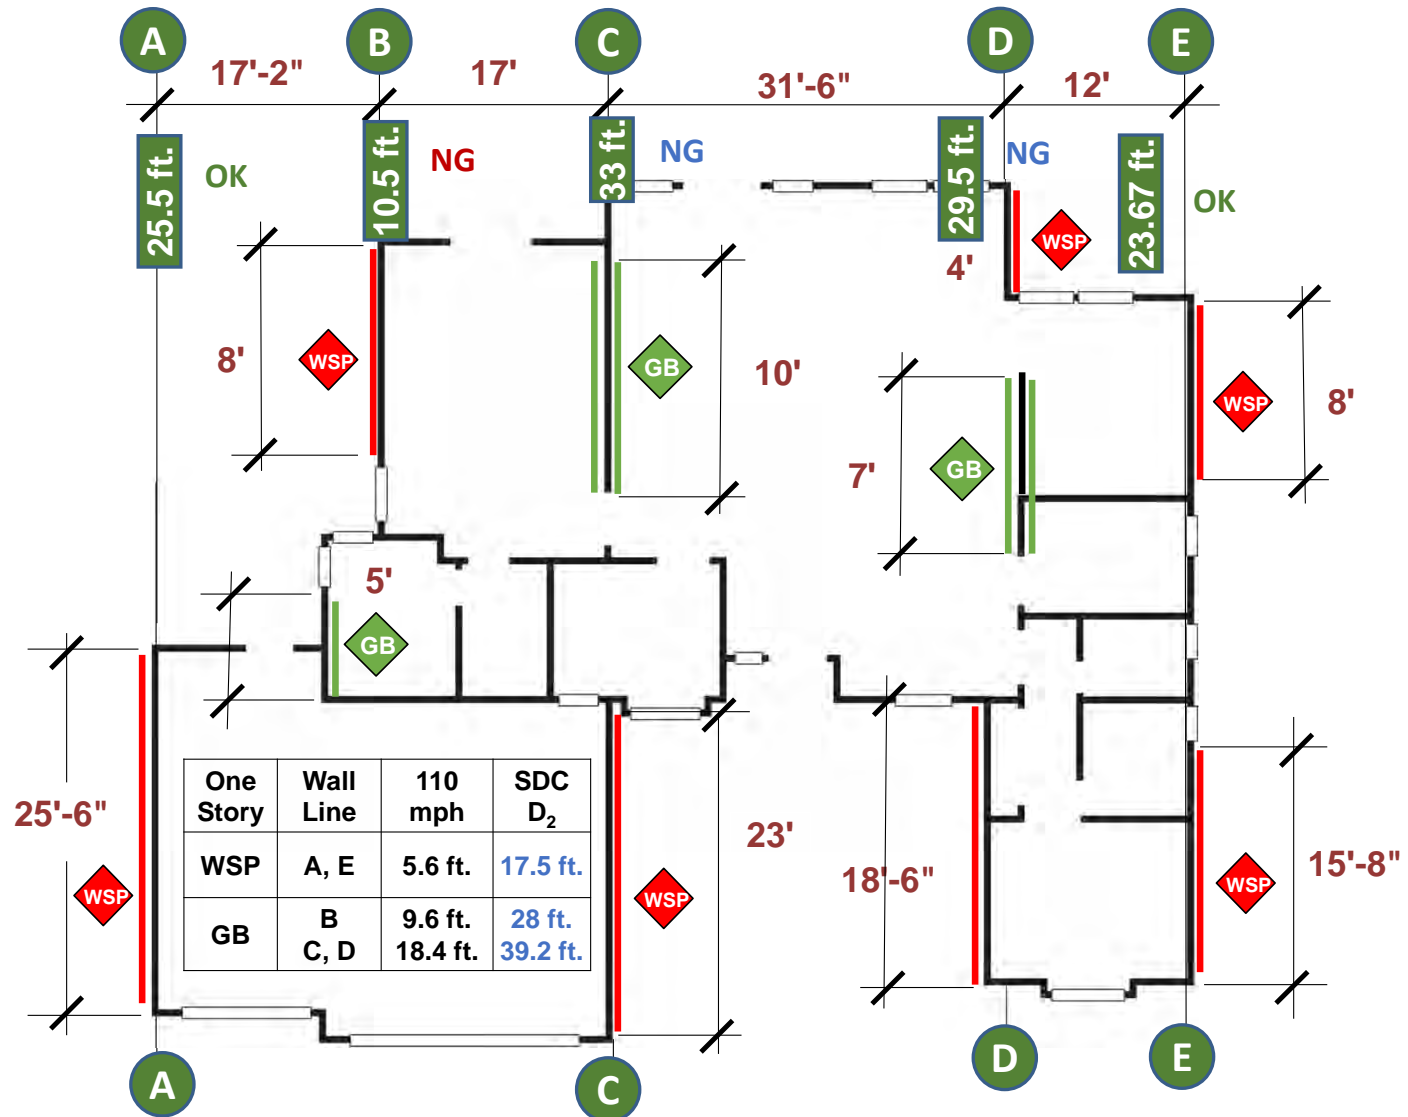 A
B
C
D
E
17'-2"
17'
31'-6"
12'
25.5 ft.
OK
10.5 ft.
NG
33 ft.
NG
29.5 ft.
NG
23.67 ft.
OK
4'
WSP
8'
WSP
GB
10'
7'
GB
WSP
8'
5'
GB
25'-6"
WSP
One Story
Wall Line
110 mph
SDC D2
WSP
A, E
5.6 ft.
17.5 ft.
GB
B
C, D
9.6 ft.
18.4 ft.
28 ft.
39.2 ft.
23'
WSP
18'-6"
WSP
15'-8"
A
C
D
E